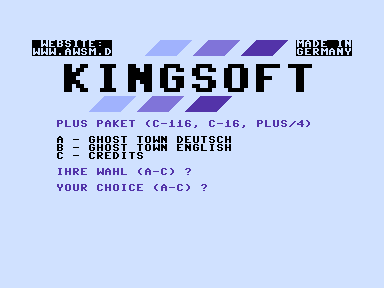 WEBSITE:
WWW.AWSM.D
MADE IN
GERMANY
KINGSOFT
PLUS PAKET (C-116, C-16, PLUS/4)
A - GHOST TOWN DEUTSCH
B - GHOST TOWN ENGLISH
C - CREDITS
IHRE WAHL (A-C) ?
YOUR CHOICE (A-C) ?